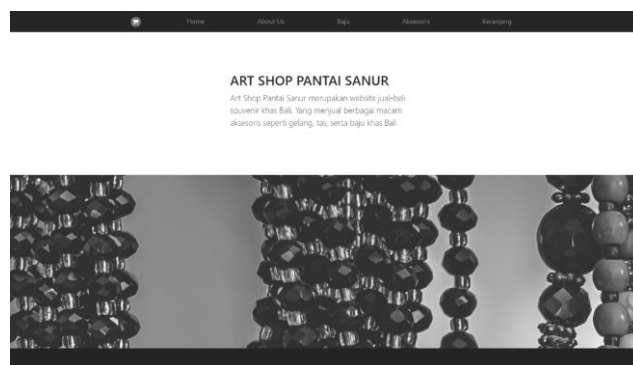 Home About Us Baju Aksesoris Keranjang
ART SHOP PANTAI SANUR
Art Shop Pantai Sanur merupakan website jual-beli
souvenir khas Bali. Yang menjual berbagai macam
aksesoris seperti gelang, tas, serta baju khas Bali.